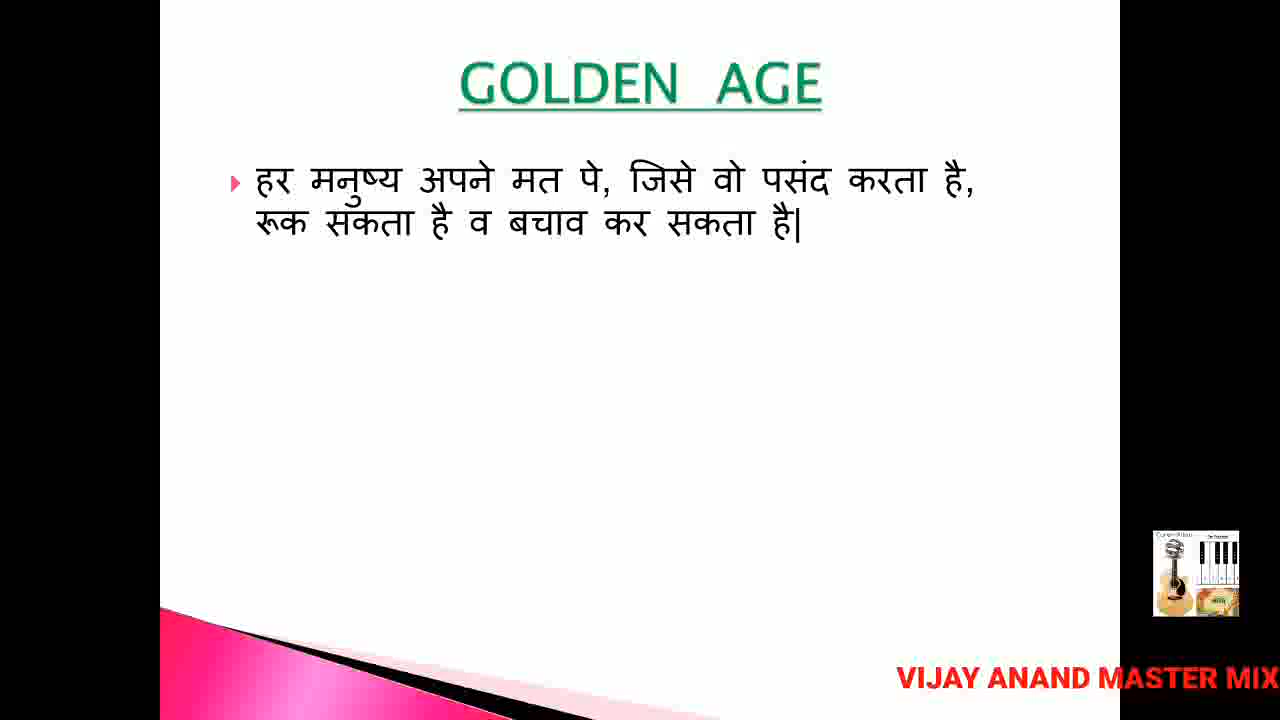 GOLDEN AGE
हर मनुष्य अपने मत पे, जिसे वो पसंद करता है,
रूक सकता है व बचाव कर सकता है|
VIJAY ANAND MASTER MIX